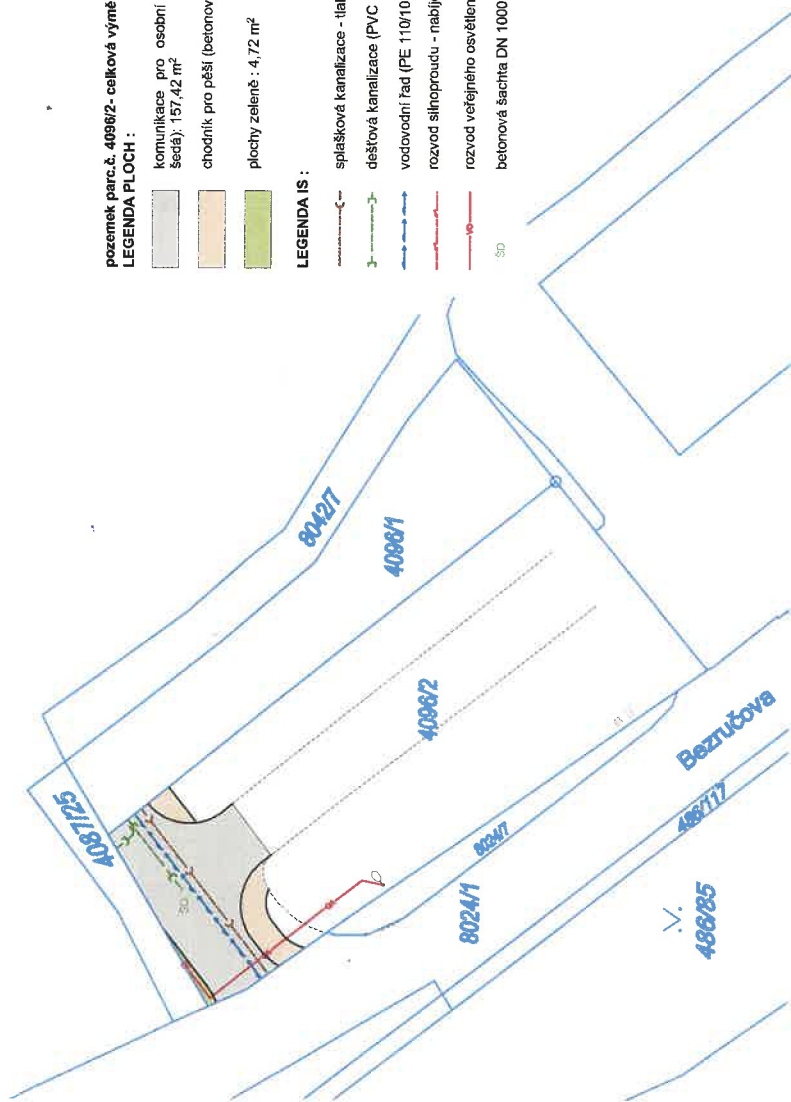 pozemek parc.č. 4096/2- celková výmě
LEGENDA PLOCH :
komunikace pro osobní
šedá): 157,42 m²
chodník pro pěší (betonov
plochy zeleně : 4,72 m²
LEGENDA IS :
splašková kanalizace - tlak
dešťová kanalizace (PVC
vodovodní řad (PE 110/10
rozvod silnoproudu - nabíj
vo
rozvod veřejného osvětlen
ŠD
betonová šachta DN 1000
4087/25
8042/7
4096/1
4096/2
ŠD
8024/7
8024/1
Bezručova
486/117
486/85